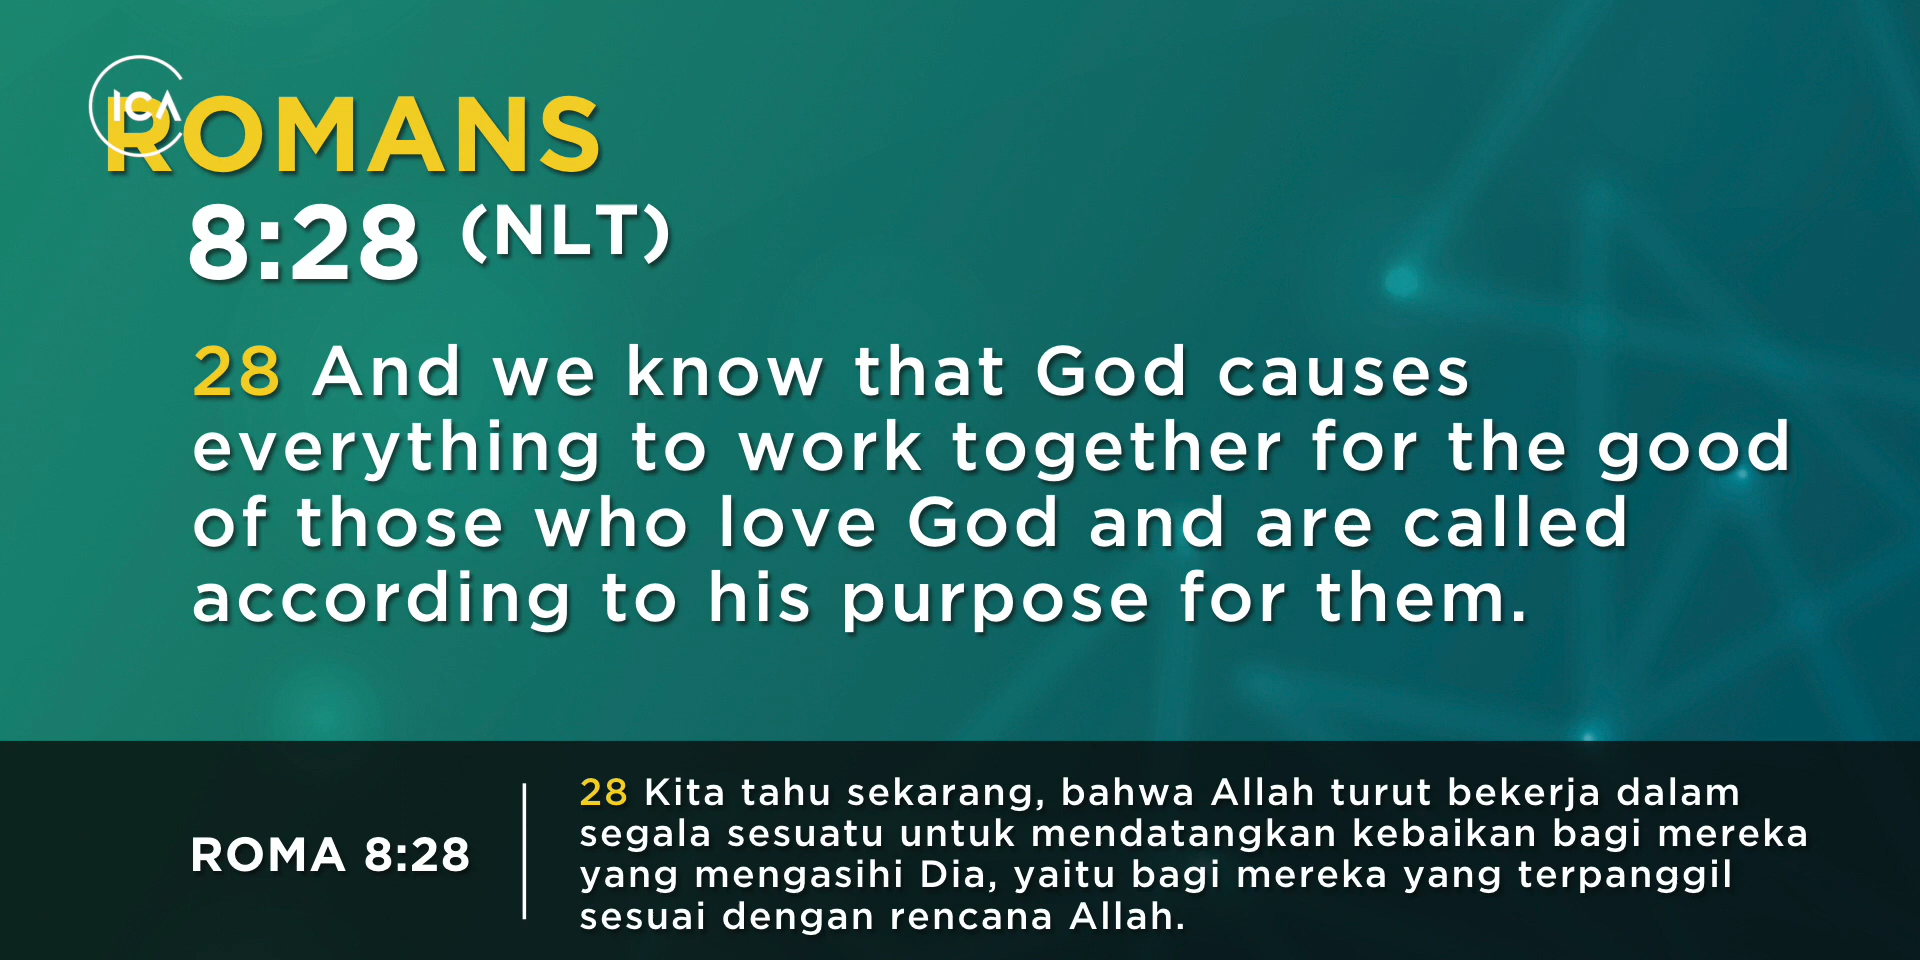 ICA
ROMANS
8:28 (NLT)
28 And we know that God causes
everything to work together for the good
of those who love God and are called
according to his purpose for them.
ROMA 8:28
28 Kita tahu sekarang, bahwa Allah turut bekerja dalam
segala sesuatu untuk mendatangkan kebaikan bagi mereka
yang mengasihi Dia, yaitu bagi mereka yang terpanggil
sesuai dengan rencana Allah.